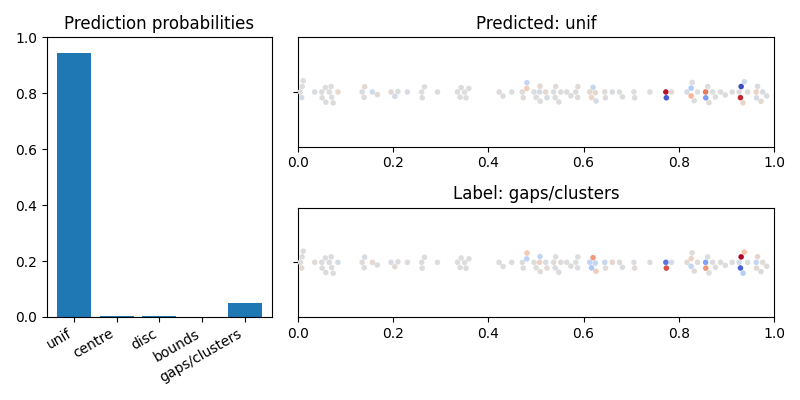 Prediction probabilities
1.0
0.8
0.6
0.4
0.2
0.0
unif
centre
disc
bounds
gaps/clusters
Predicted: unif
0.0 0.2 0.4 0.6 0.8 1.0
Label: gaps/clusters
0.0 0.2 0.4 0.6 0.8 1.0